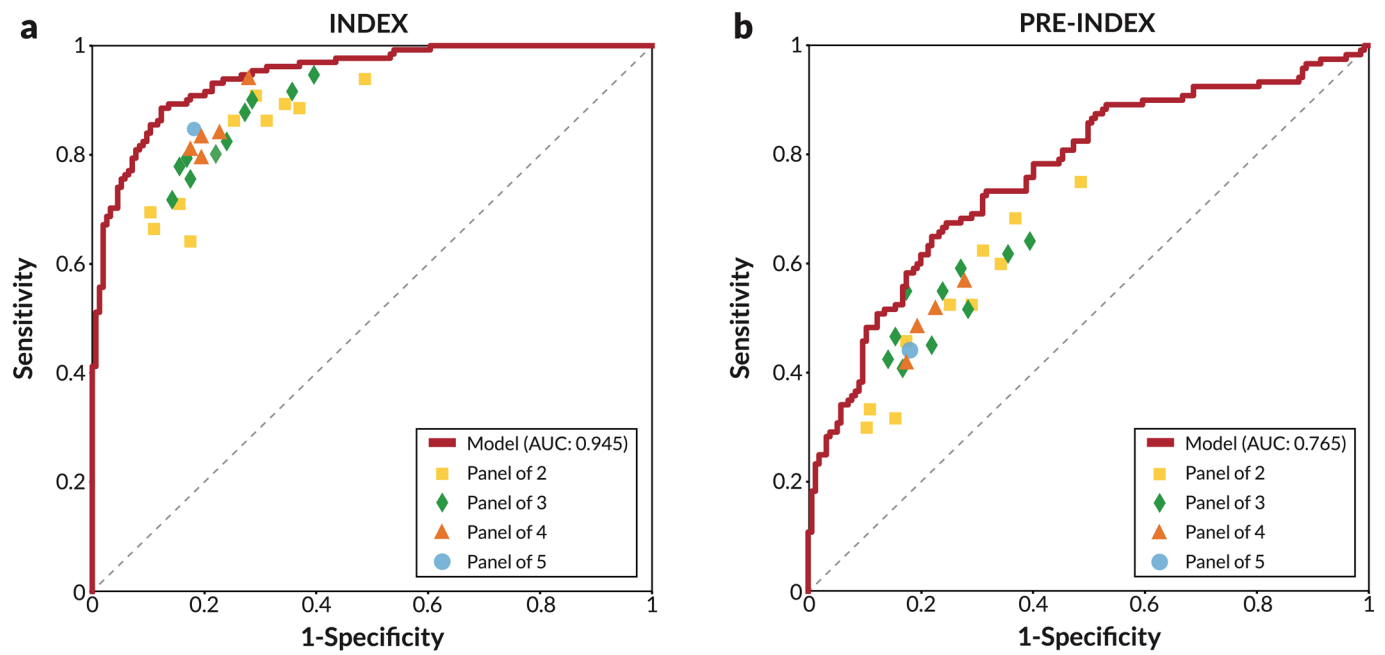 a
INDEX
1
0.8
0.6
0.4
0.2
0
Sensitivity
0
0.2
0.4
0.6
0.8
1
1-Specificity
Model (AUC: 0.945)
Panel of 2
Panel of 3
Panel of 4
Panel of 5
b
PRE-INDEX
1
0.8
0.6
0.4
0.2
0
Sensitivity
0
0.2
0.4
0.6
0.8
1
1-Specificity
Model (AUC: 0.765)
Panel of 2
Panel of 3
Panel of 4
Panel of 5